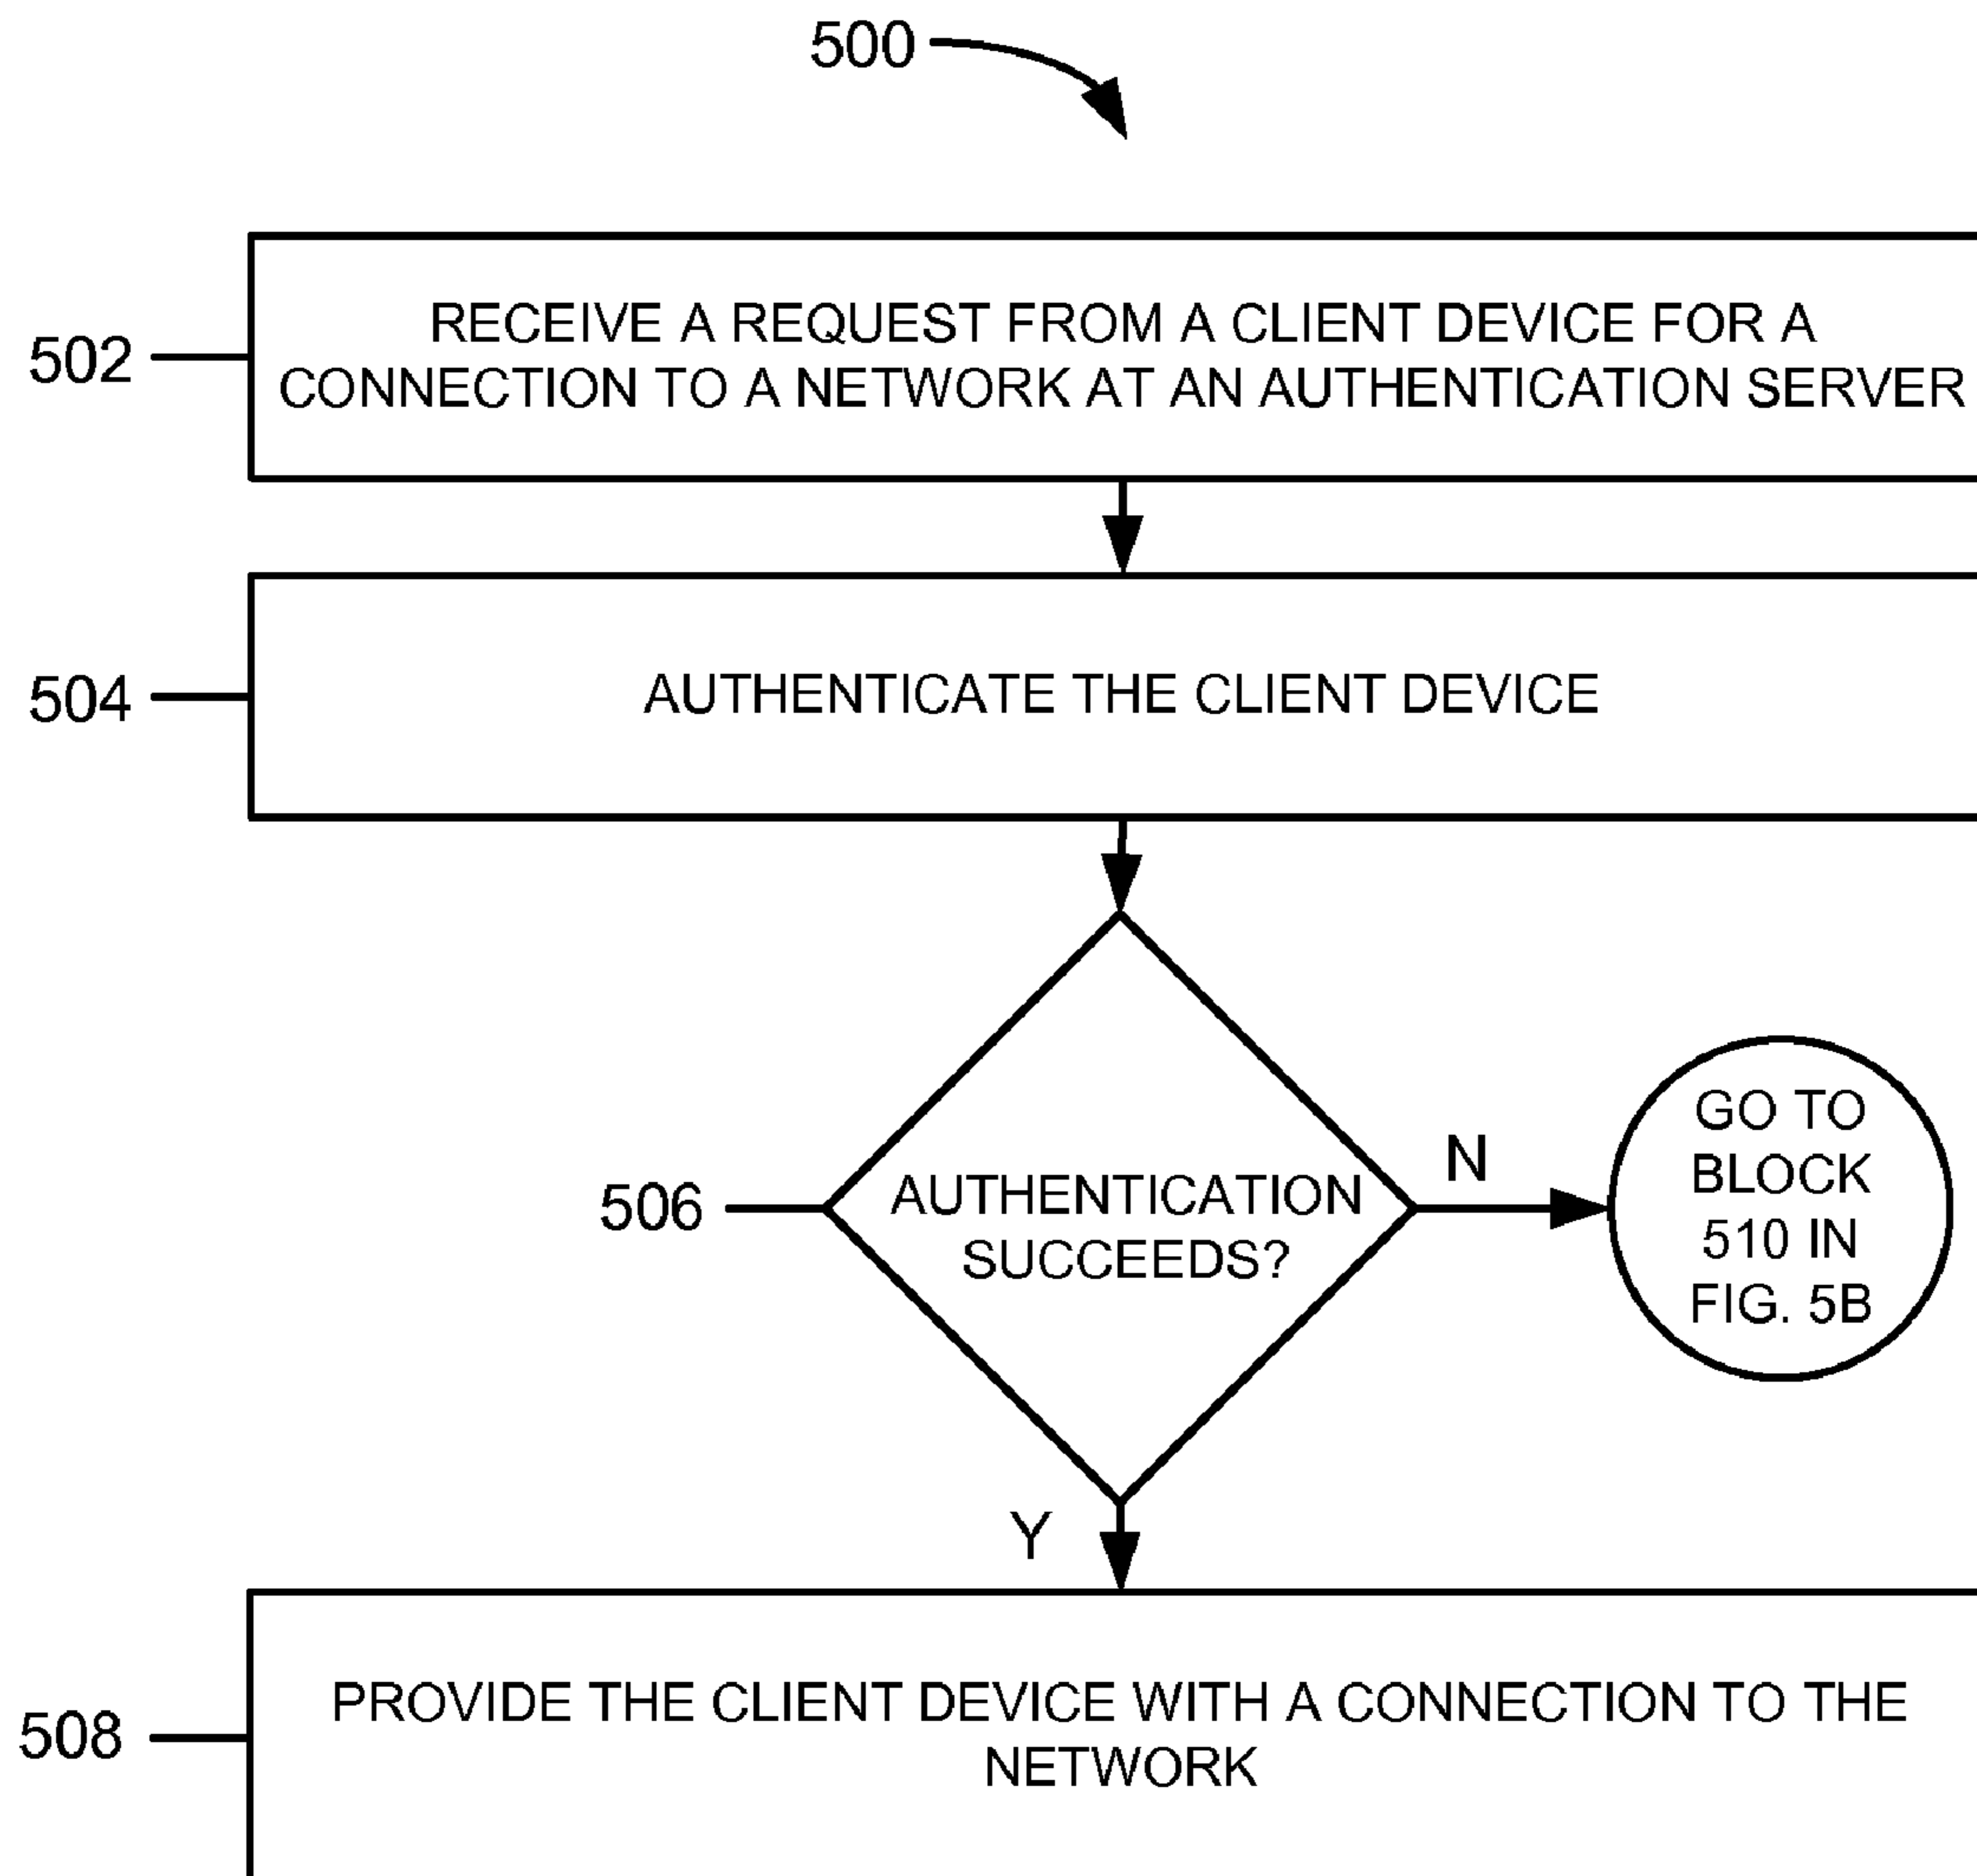 500
502
RECEIVE A REQUEST FROM A CLIENT DEVICE FOR A
CONNECTION TO A NETWORK AT AN AUTHENTICATION SERVER
504
AUTHENTICATE THE CLIENT DEVICE
506
AUTHENTICATION
SUCCEEDS?
N
GO TO
BLOCK
510 IN
FIG. 5B
Y
508
PROVIDE THE CLIENT DEVICE WITH A CONNECTION TO THE
NETWORK